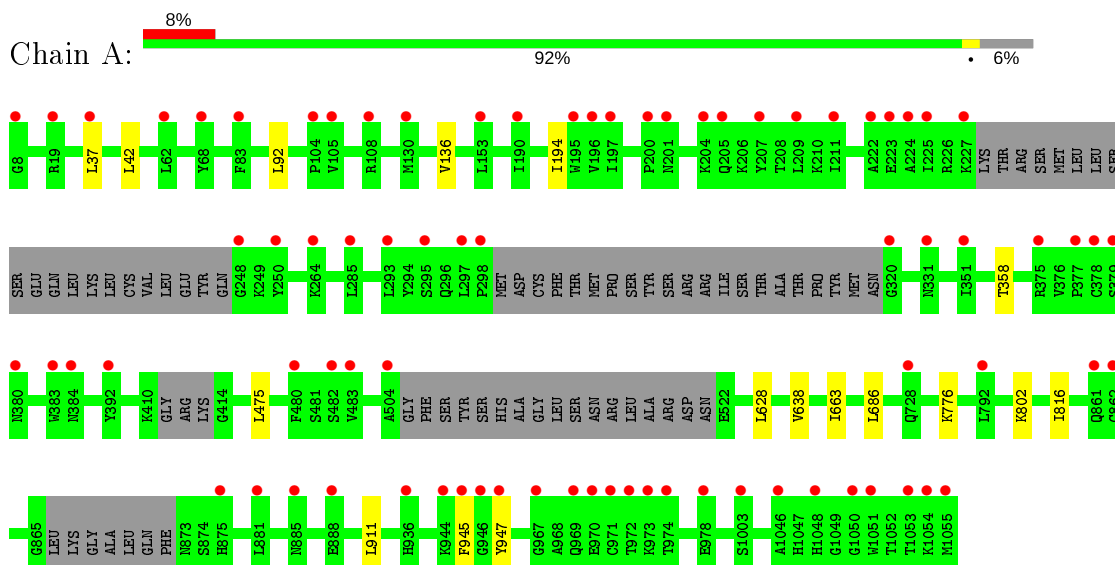 8%
Chain A:
92%
•
6%
G8 R19 L37 L42 L62 Y68 F83 L92 P104 V105 R108 M130 V136 L153 I190 I194 W195 V196 I197 P200 N201 K204 Q205 K206 Y207 T208 L209 K210 I211 A222 E223 A224 I225 R226 K227 LYS THR ARG SER MET LEU LEU SER
SER GLU GLN LEU LYS LEU CYS VAL LEU GLU TYR GLN G248 K249 Y250 K264 L285 L293 Y294 S295 Q296 L297 P298 MET ASP CYS PHE THR MET PRO SER TYR SER ARG ARG ILE SER THR ALA THR PRO TYR MET ASN G320 N331 I351 T358 R375 V376 P377 C378 S379
N380 W383 N384 Y392 K410 GLY ARG LYS G414 L475 F480 S481 S482 V483 A504 GLY PHE SER TYR SER HIS ALA GLY LEU SER ASN ARG LEU ALA ARG ASP ASN E522 L628 V638 I663 L686 Q728 K776 L792 K802 I816 Q861
G865 LEU LYS GLY ALA LEU GLN PHE N873 S874 H875 L881 N885 E888 L911 H936 K944 F945 G946 Y947 G967 A968 Q969 E970 C971 T972 K973 T974 E978 S1003 A1046 H1047 H1048 G1049 G1050 W1051 T1052 T1053 K1054 M1055